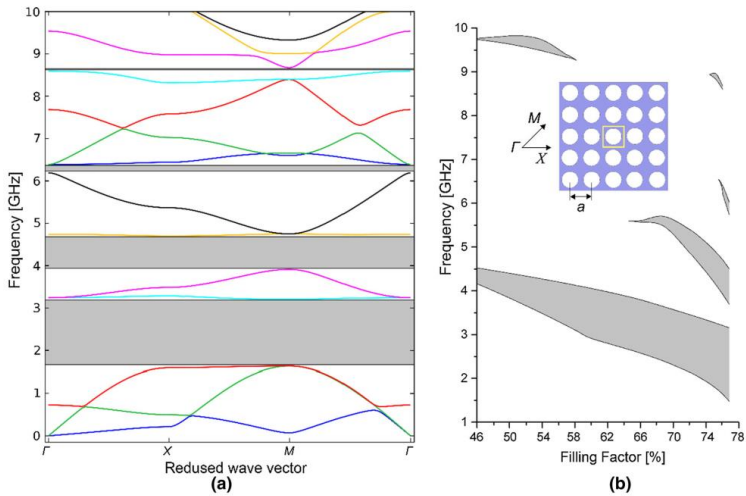 10
9
8
7
6
5
4
3
2
1
0
Frequency [GHz]
Γ X M Γ
Redused wave vector
(a)
10
9
8
7
6
5
4
3
2
1
Frequency [GHz]
M
Γ
X
a
46 50 54 58 62 66 70 74 78
Filling Factor [%]
(b)